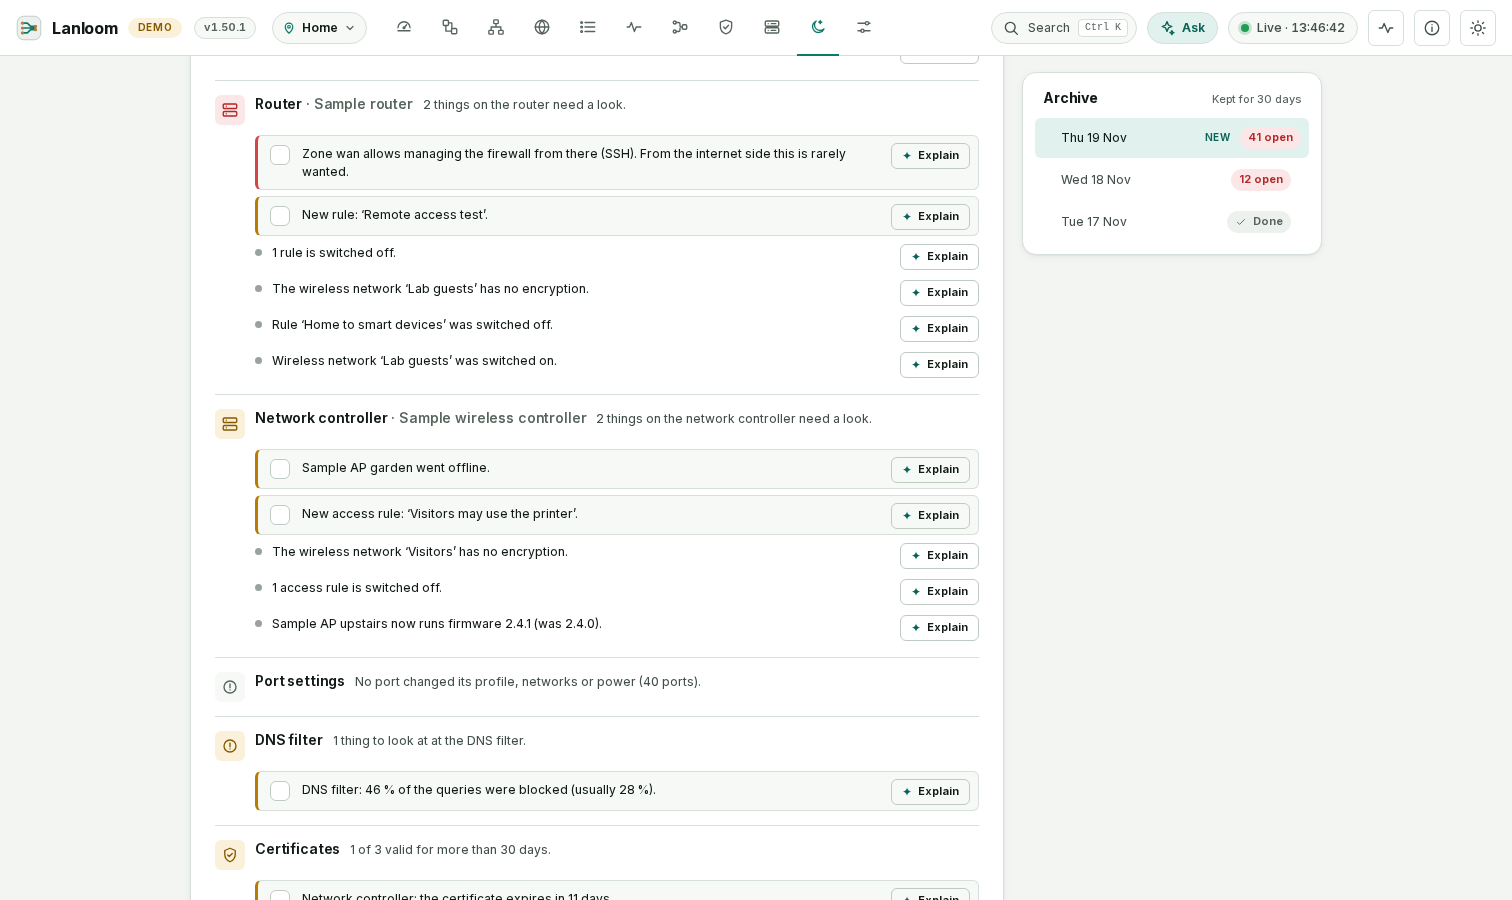 Lanloom DEMO v1.50.1 Home Search Ctrl K Ask Live · 13:46:42
Router · Sample router 2 things on the router need a look.
Zone wan allows managing the firewall from there (SSH). From the internet side this is rarely
wanted.
Explain
New rule: ‘Remote access test’. Explain
1 rule is switched off. Explain
The wireless network ‘Lab guests’ has no encryption. Explain
Rule ‘Home to smart devices’ was switched off. Explain
Wireless network ‘Lab guests’ was switched on. Explain
Network controller · Sample wireless controller 2 things on the network controller need a look.
Sample AP garden went offline. Explain
New access rule: ‘Visitors may use the printer’. Explain
The wireless network ‘Visitors’ has no encryption. Explain
1 access rule is switched off. Explain
Sample AP upstairs now runs firmware 2.4.1 (was 2.4.0). Explain
Port settings No port changed its profile, networks or power (40 ports).
DNS filter 1 thing to look at at the DNS filter.
DNS filter: 46 % of the queries were blocked (usually 28 %). Explain
Certificates 1 of 3 valid for more than 30 days.
Network controller: the certificate expires in 11 days. Explain
Archive Kept for 30 days
Thu 19 Nov NEW 41 open
Wed 18 Nov 12 open
Tue 17 Nov Done